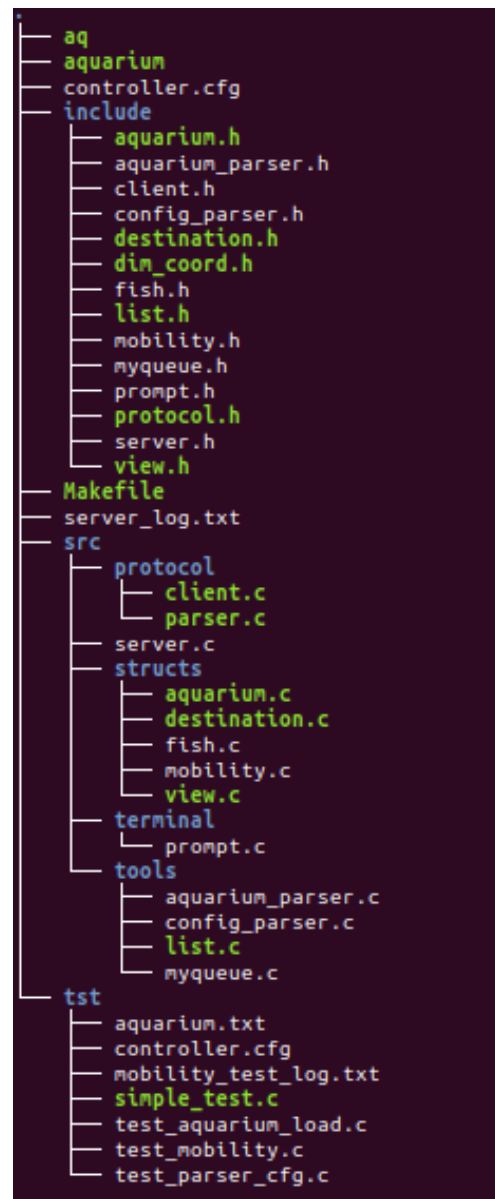 .
aq
aquarium
controller.cfg
include
aquarium.h
aquarium_parser.h
client.h
config_parser.h
destination.h
dim_coord.h
fish.h
list.h
mobility.h
myqueue.h
prompt.h
protocol.h
server.h
view.h
Makefile
server_log.txt
src
protocol
client.c
parser.c
server.c
structs
aquarium.c
destination.c
fish.c
mobility.c
view.c
terminal
prompt.c
tools
aquarium_parser.c
config_parser.c
list.c
myqueue.c
tst
aquarium.txt
controller.cfg
mobility_test_log.txt
simple_test.c
test_aquarium_load.c
test_mobility.c
test_parser_cfg.c